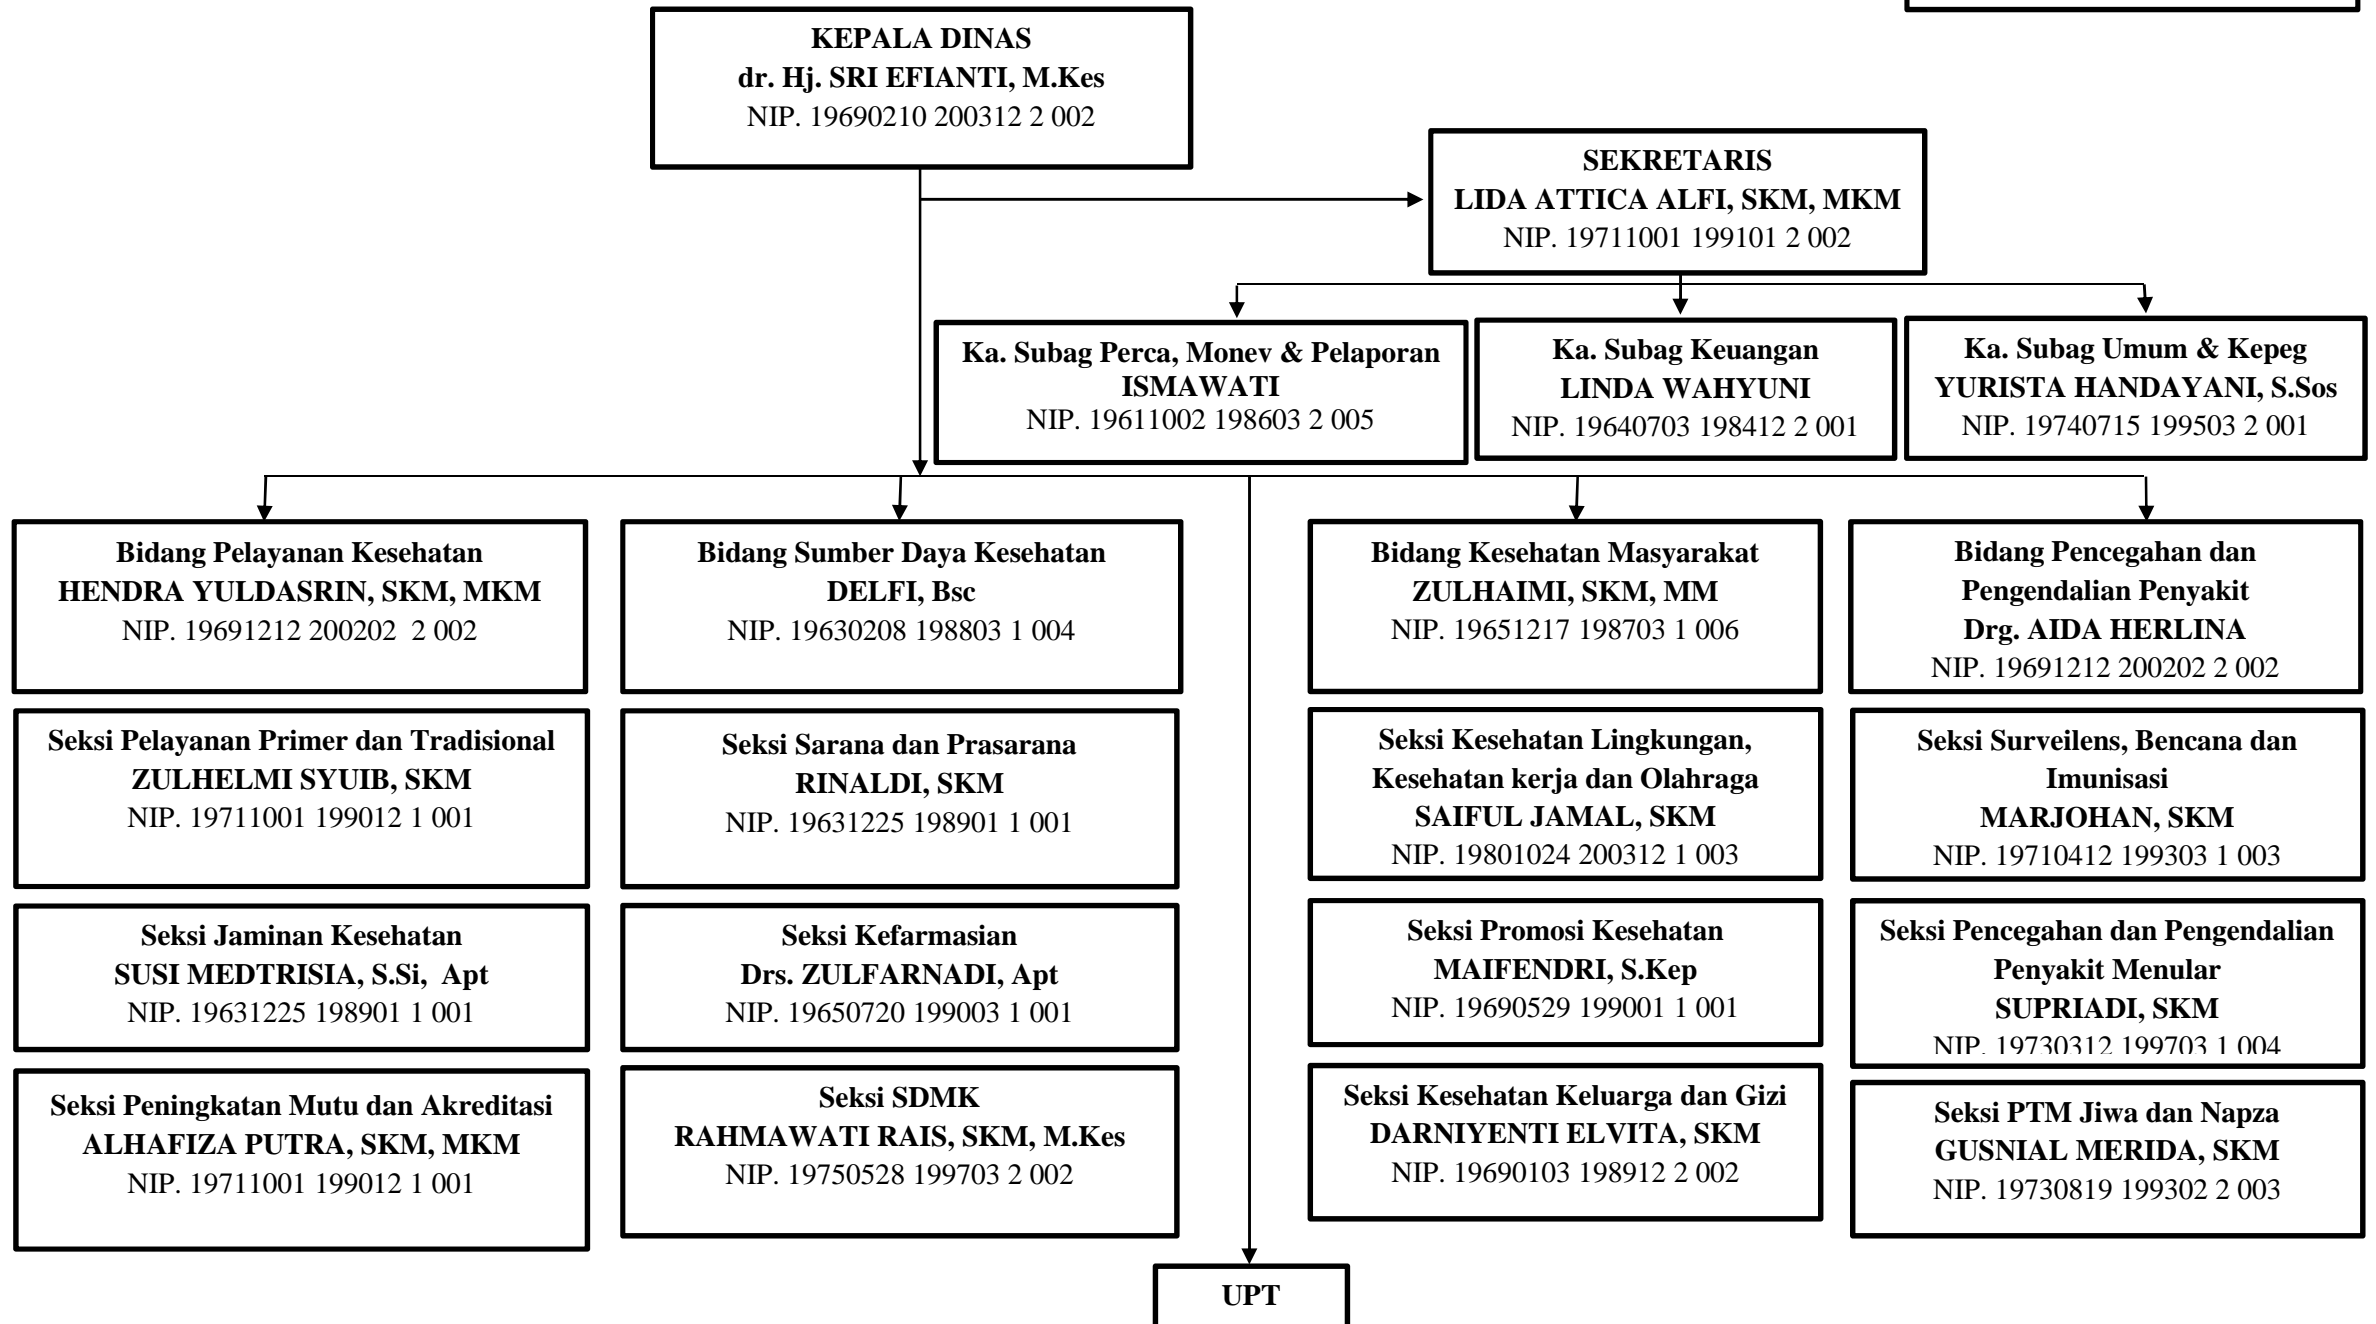 KEPALA DINAS
dr. Hj. SRI EFIANTI, M.Kes
NIP. 19690210 200312 2 002
SEKRETARIS
LIDA ATTICA ALFI, SKM, MKM
NIP. 19711001 199101 2 002
Ka. Subag Perca, Monev & Pelaporan
ISMAWATI
NIP. 19611002 198603 2 005
Ka. Subag Keuangan
LINDA WAHYUNI
NIP. 19640703 198412 2 001
Ka. Subag Umum & Kepeg
YURISTA HANDAYANI, S.Sos
NIP. 19740715 199503 2 001
Bidang Pelayanan Kesehatan
HENDRA YULDASRIN, SKM, MKM
NIP. 19691212 200202  2 002
Bidang Sumber Daya Kesehatan
DELFI, Bsc
NIP. 19630208 198803 1 004
Bidang Kesehatan Masyarakat
ZULHAIMI, SKM, MM
NIP. 19651217 198703 1 006
Bidang Pencegahan dan
Pengendalian Penyakit
Drg. AIDA HERLINA
NIP. 19691212 200202 2 002
Seksi Pelayanan Primer dan Tradisional
ZULHELMI SYUIB, SKM
NIP. 19711001 199012 1 001
Seksi Sarana dan Prasarana
RINALDI, SKM
NIP. 19631225 198901 1 001
Seksi Kesehatan Lingkungan,
Kesehatan kerja dan Olahraga
SAIFUL JAMAL, SKM
NIP. 19801024 200312 1 003
Seksi Surveilens, Bencana dan
Imunisasi
MARJOHAN, SKM
NIP. 19710412 199303 1 003
Seksi Jaminan Kesehatan
SUSI MEDTRISIA, S.Si,  Apt
NIP. 19631225 198901 1 001
Seksi Kefarmasian
Drs. ZULFARNADI, Apt
NIP. 19650720 199003 1 001
Seksi Promosi Kesehatan
MAIFENDRI, S.Kep
NIP. 19690529 199001 1 001
Seksi Pencegahan dan Pengendalian
Penyakit Menular
SUPRIADI, SKM
NIP. 19730312 199703 1 004
Seksi Peningkatan Mutu dan Akreditasi
ALHAFIZA PUTRA, SKM, MKM
NIP. 19711001 199012 1 001
Seksi SDMK
RAHMAWATI RAIS, SKM, M.Kes
NIP. 19750528 199703 2 002
Seksi Kesehatan Keluarga dan Gizi
DARNIYENTI ELVITA, SKM
NIP. 19690103 198912 2 002
Seksi PTM Jiwa dan Napza
GUSNIAL MERIDA, SKM
NIP. 19730819 199302 2 003
UPT